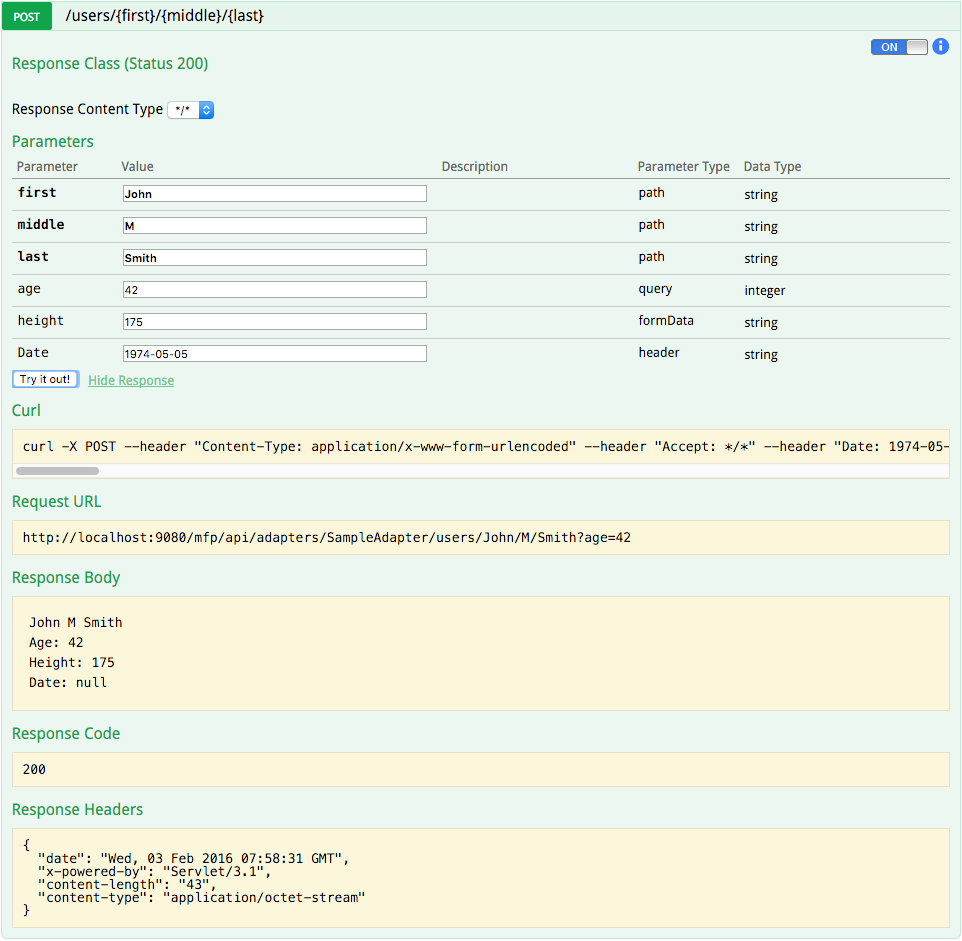 POST /users/{first}/{middle}/{last}
ON i
Response Class (Status 200)
Response Content Type */*
Parameters
Parameter Value Description Parameter Type Data Type
first John path string
middle M path string
last Smith path string
age 42 query integer
height 175 formData string
Date 1974-05-05 header string
Try it out! Hide Response
Curl
curl -X POST --header "Content-Type: application/x-www-form-urlencoded" --header "Accept: */*" --header "Date: 1974-05-
Request URL
http://localhost:9080/mfp/api/adapters/SampleAdapter/users/John/M/Smith?age=42
Response Body
John M Smith
Age: 42
Height: 175
Date: null
Response Code
200
Response Headers
{
"date": "Wed, 03 Feb 2016 07:58:31 GMT",
"x-powered-by": "Servlet/3.1",
"content-length": "43",
"content-type": "application/octet-stream"
}